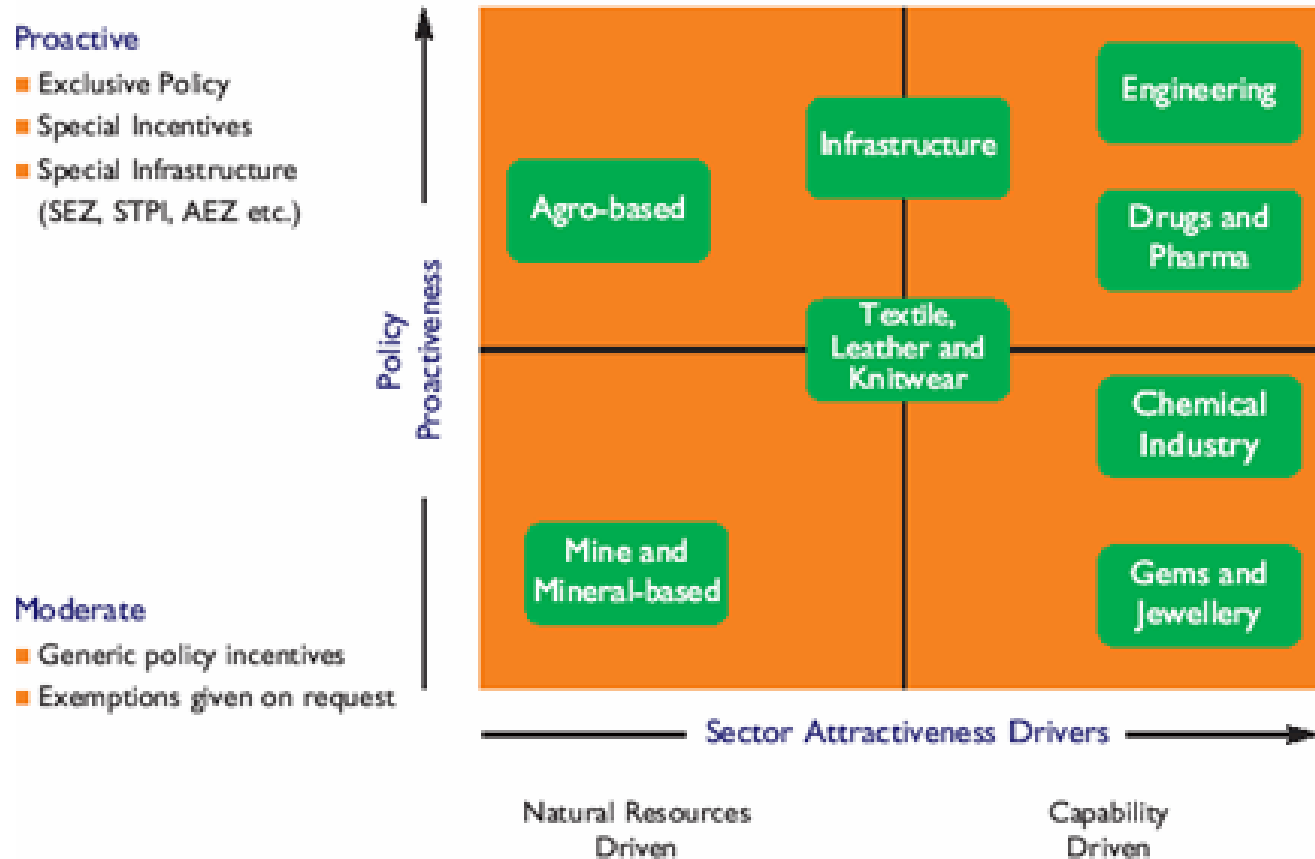 Proactive
Exclusive Policy
Special Incentives
Special Infrastructure
(SEZ, STPI, AEZ etc.)
Policy
Proactiveness
Moderate
Generic policy incentives
Exemptions given on request
Engineering
Infrastructure
Agro-based
Drugs and
Pharma
Textile,
Leather and
Knitwear
Chemical
Industry
Mine and
Mineral-based
Gems and
Jewellery
Sector Attractiveness Drivers
Natural Resources
Driven
Capability
Driven